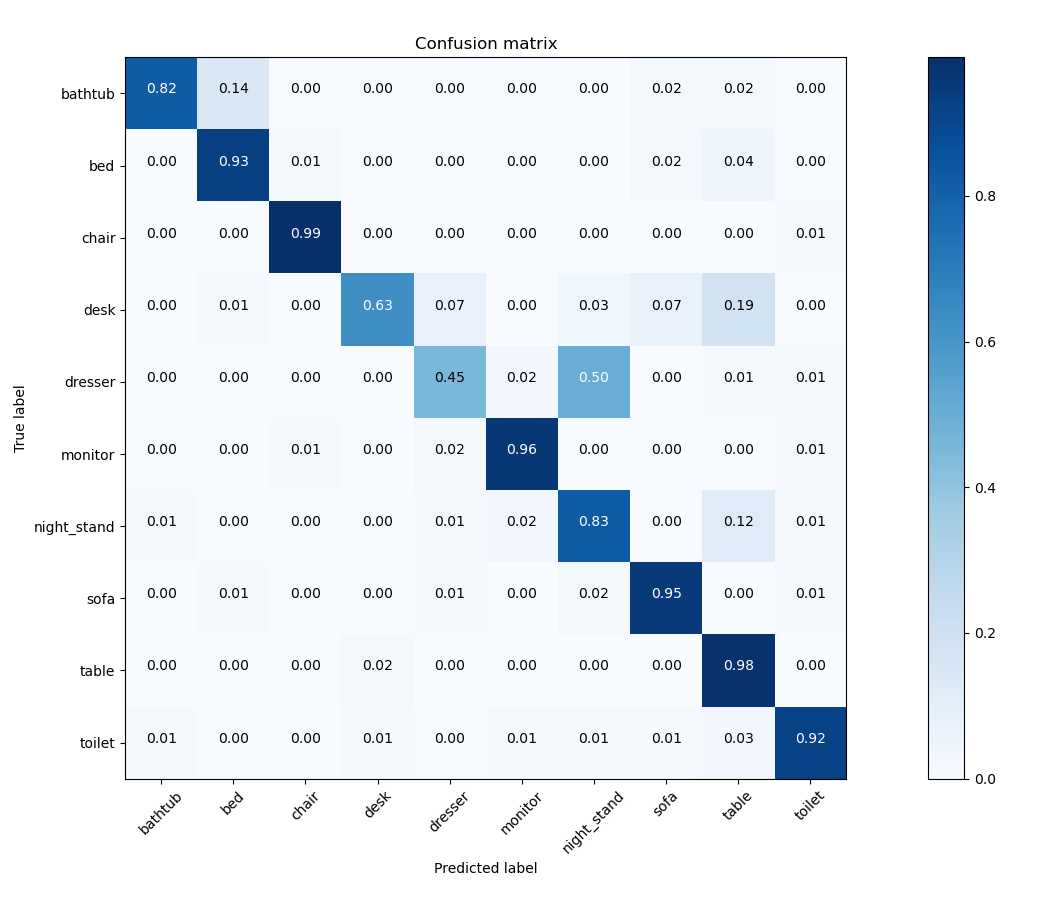 Confusion matrix
bathtub 0.82 0.14 0.00 0.00 0.00 0.00 0.00 0.02 0.02 0.00
bed 0.00 0.93 0.01 0.00 0.00 0.00 0.00 0.02 0.04 0.00
chair 0.00 0.00 0.99 0.00 0.00 0.00 0.00 0.00 0.00 0.01
desk 0.00 0.01 0.00 0.63 0.07 0.00 0.03 0.07 0.19 0.00
dresser 0.00 0.00 0.00 0.00 0.45 0.02 0.50 0.00 0.01 0.01
monitor 0.00 0.00 0.01 0.00 0.02 0.96 0.00 0.00 0.00 0.01
night_stand 0.01 0.00 0.00 0.00 0.01 0.02 0.83 0.00 0.12 0.01
sofa 0.00 0.01 0.00 0.00 0.01 0.00 0.02 0.95 0.00 0.01
table 0.00 0.00 0.00 0.02 0.00 0.00 0.00 0.00 0.98 0.00
toilet 0.01 0.00 0.00 0.01 0.00 0.01 0.01 0.01 0.03 0.92
True label
bathtub bed chair desk dresser monitor night_stand sofa table toilet
Predicted label
0.8
0.6
0.4
0.2
0.0